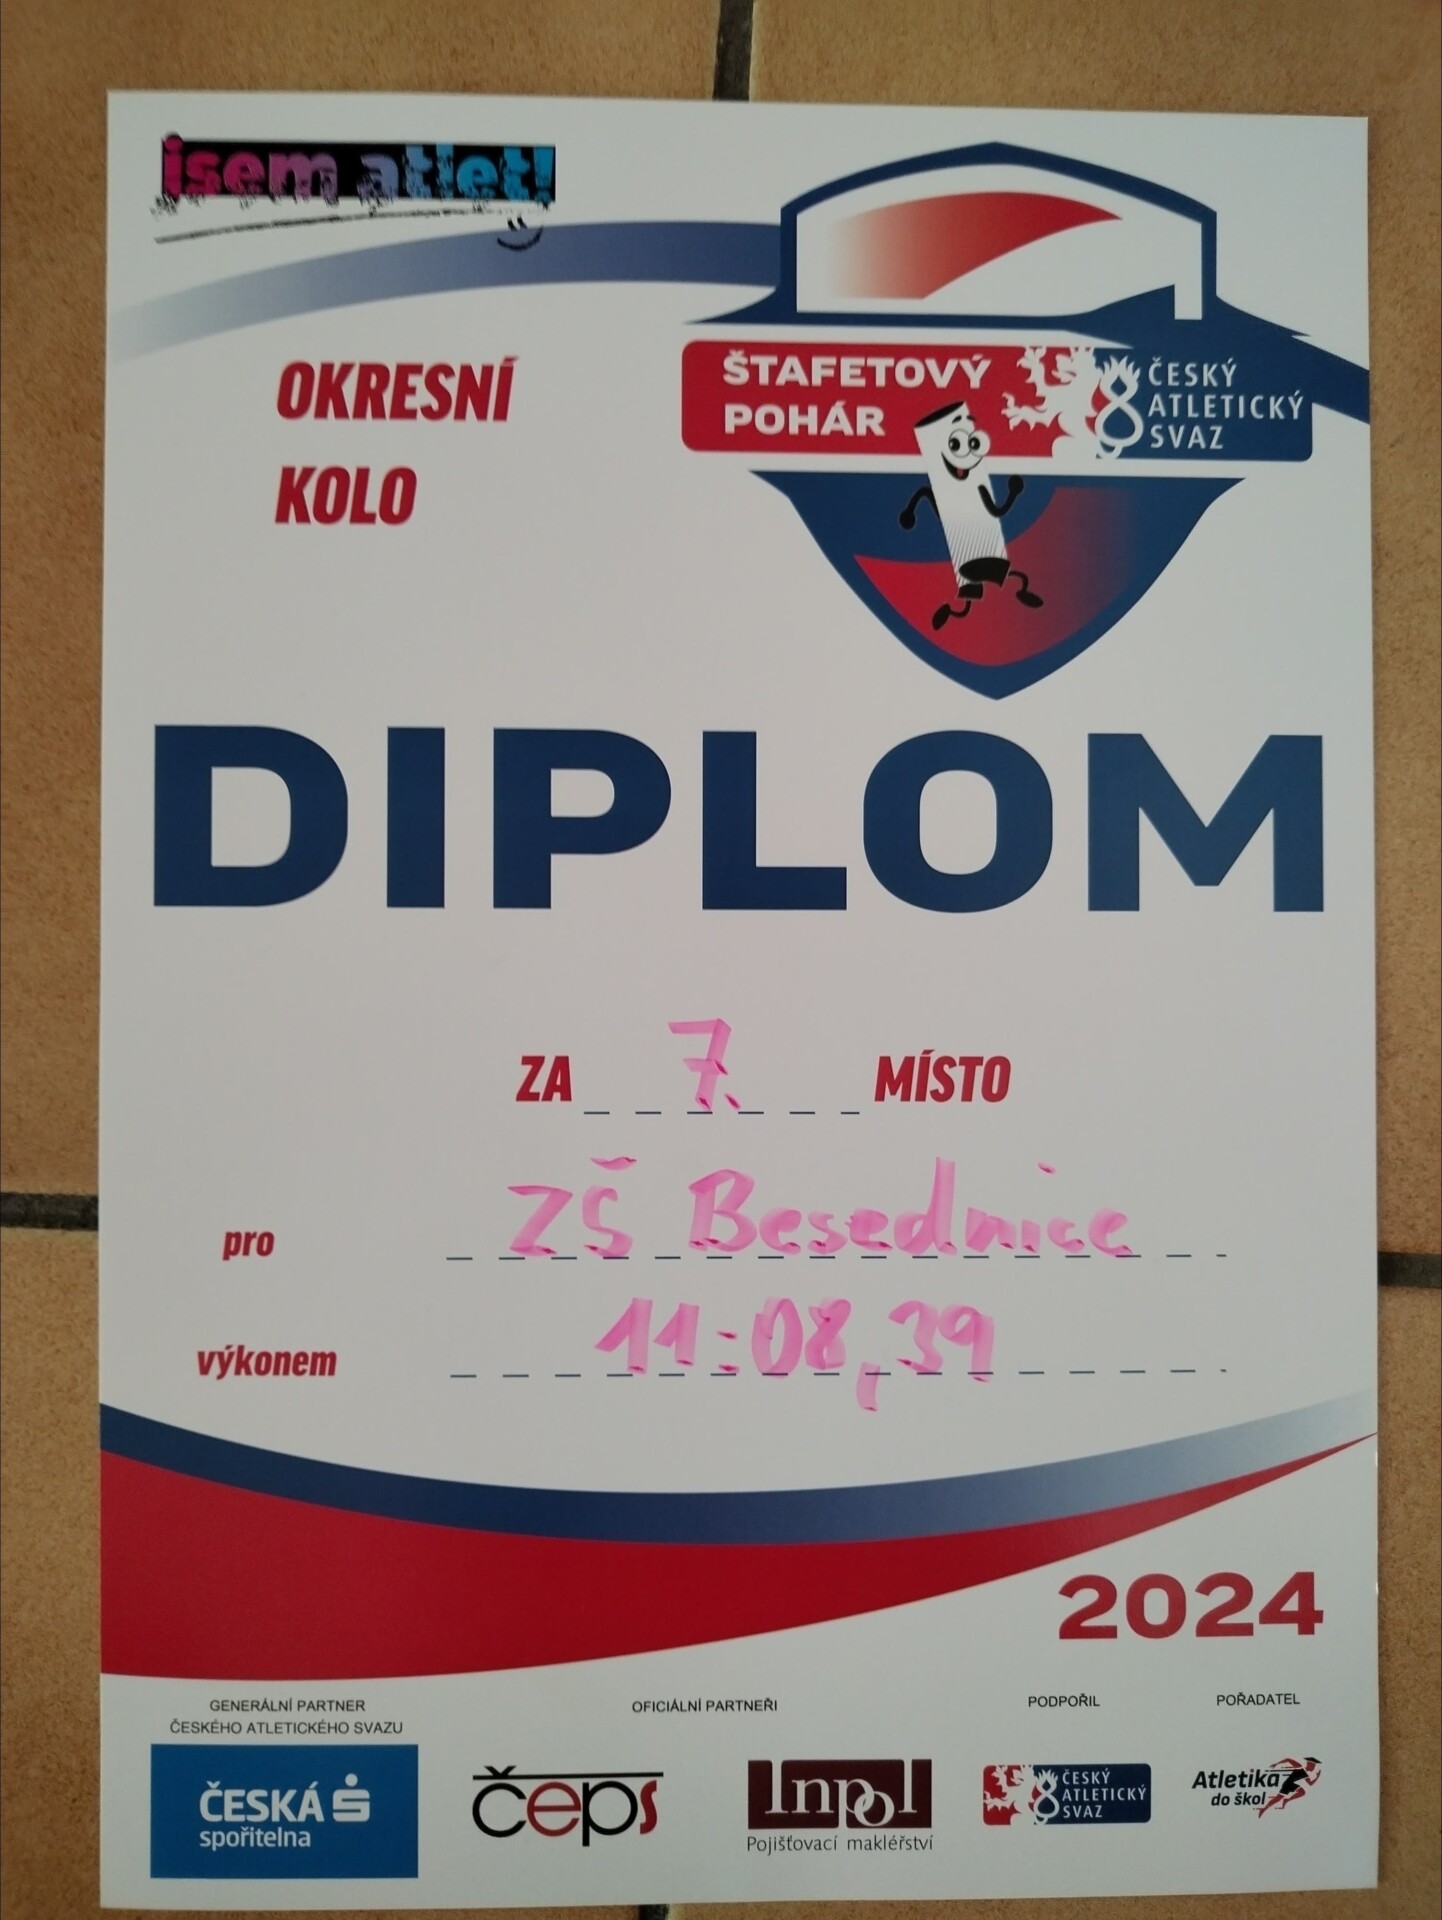 jsem atlet!
OKRESNÍ
KOLO
ŠTAFETOVÝ
POHÁR
ČESKÝ
ATLETICKÝ
SVAZ
DIPLOM
ZA 7. MÍSTO
pro ZŠ Besednice
výkonem 11:08,39
2024
GENERÁLNÍ PARTNER
ČESKÉHO ATLETICKÉHO SVAZU
OFICIÁLNÍ PARTNEŘI
PODPOŘIL
POŘADATEL
ČESKÁ
spořitelna
čeps
Inpol
Pojišťovací makléřství
ČESKÝ
ATLETICKÝ
SVAZ
Atletika
do škol